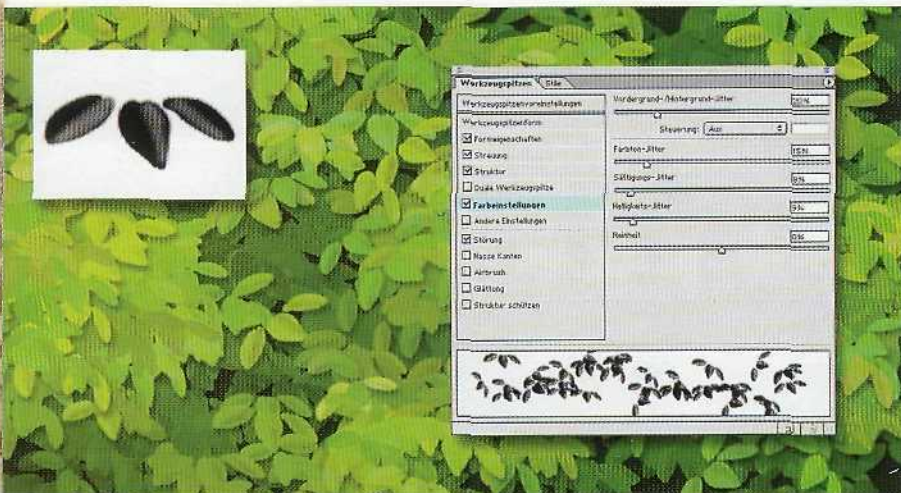 Werkzeugspitzen Stile
Werkzeugspitzenvoreinstellungen
Werkzeugspitzenform
Formeigenschaften
Streuung
Struktur
Duale Werkzeugspitze
Farbeinstellungen
Andere Einstellungen
Störung
Nasse Kanten
Airbrush
Glättung
Struktur schützen
Vordergrund-/Hintergrund-Jitter 20%
Steuerung: Aus
Farbton-Jitter 15%
Sättigungs-Jitter 8%
Helligkeits-Jitter 9%
Reinheit 0%